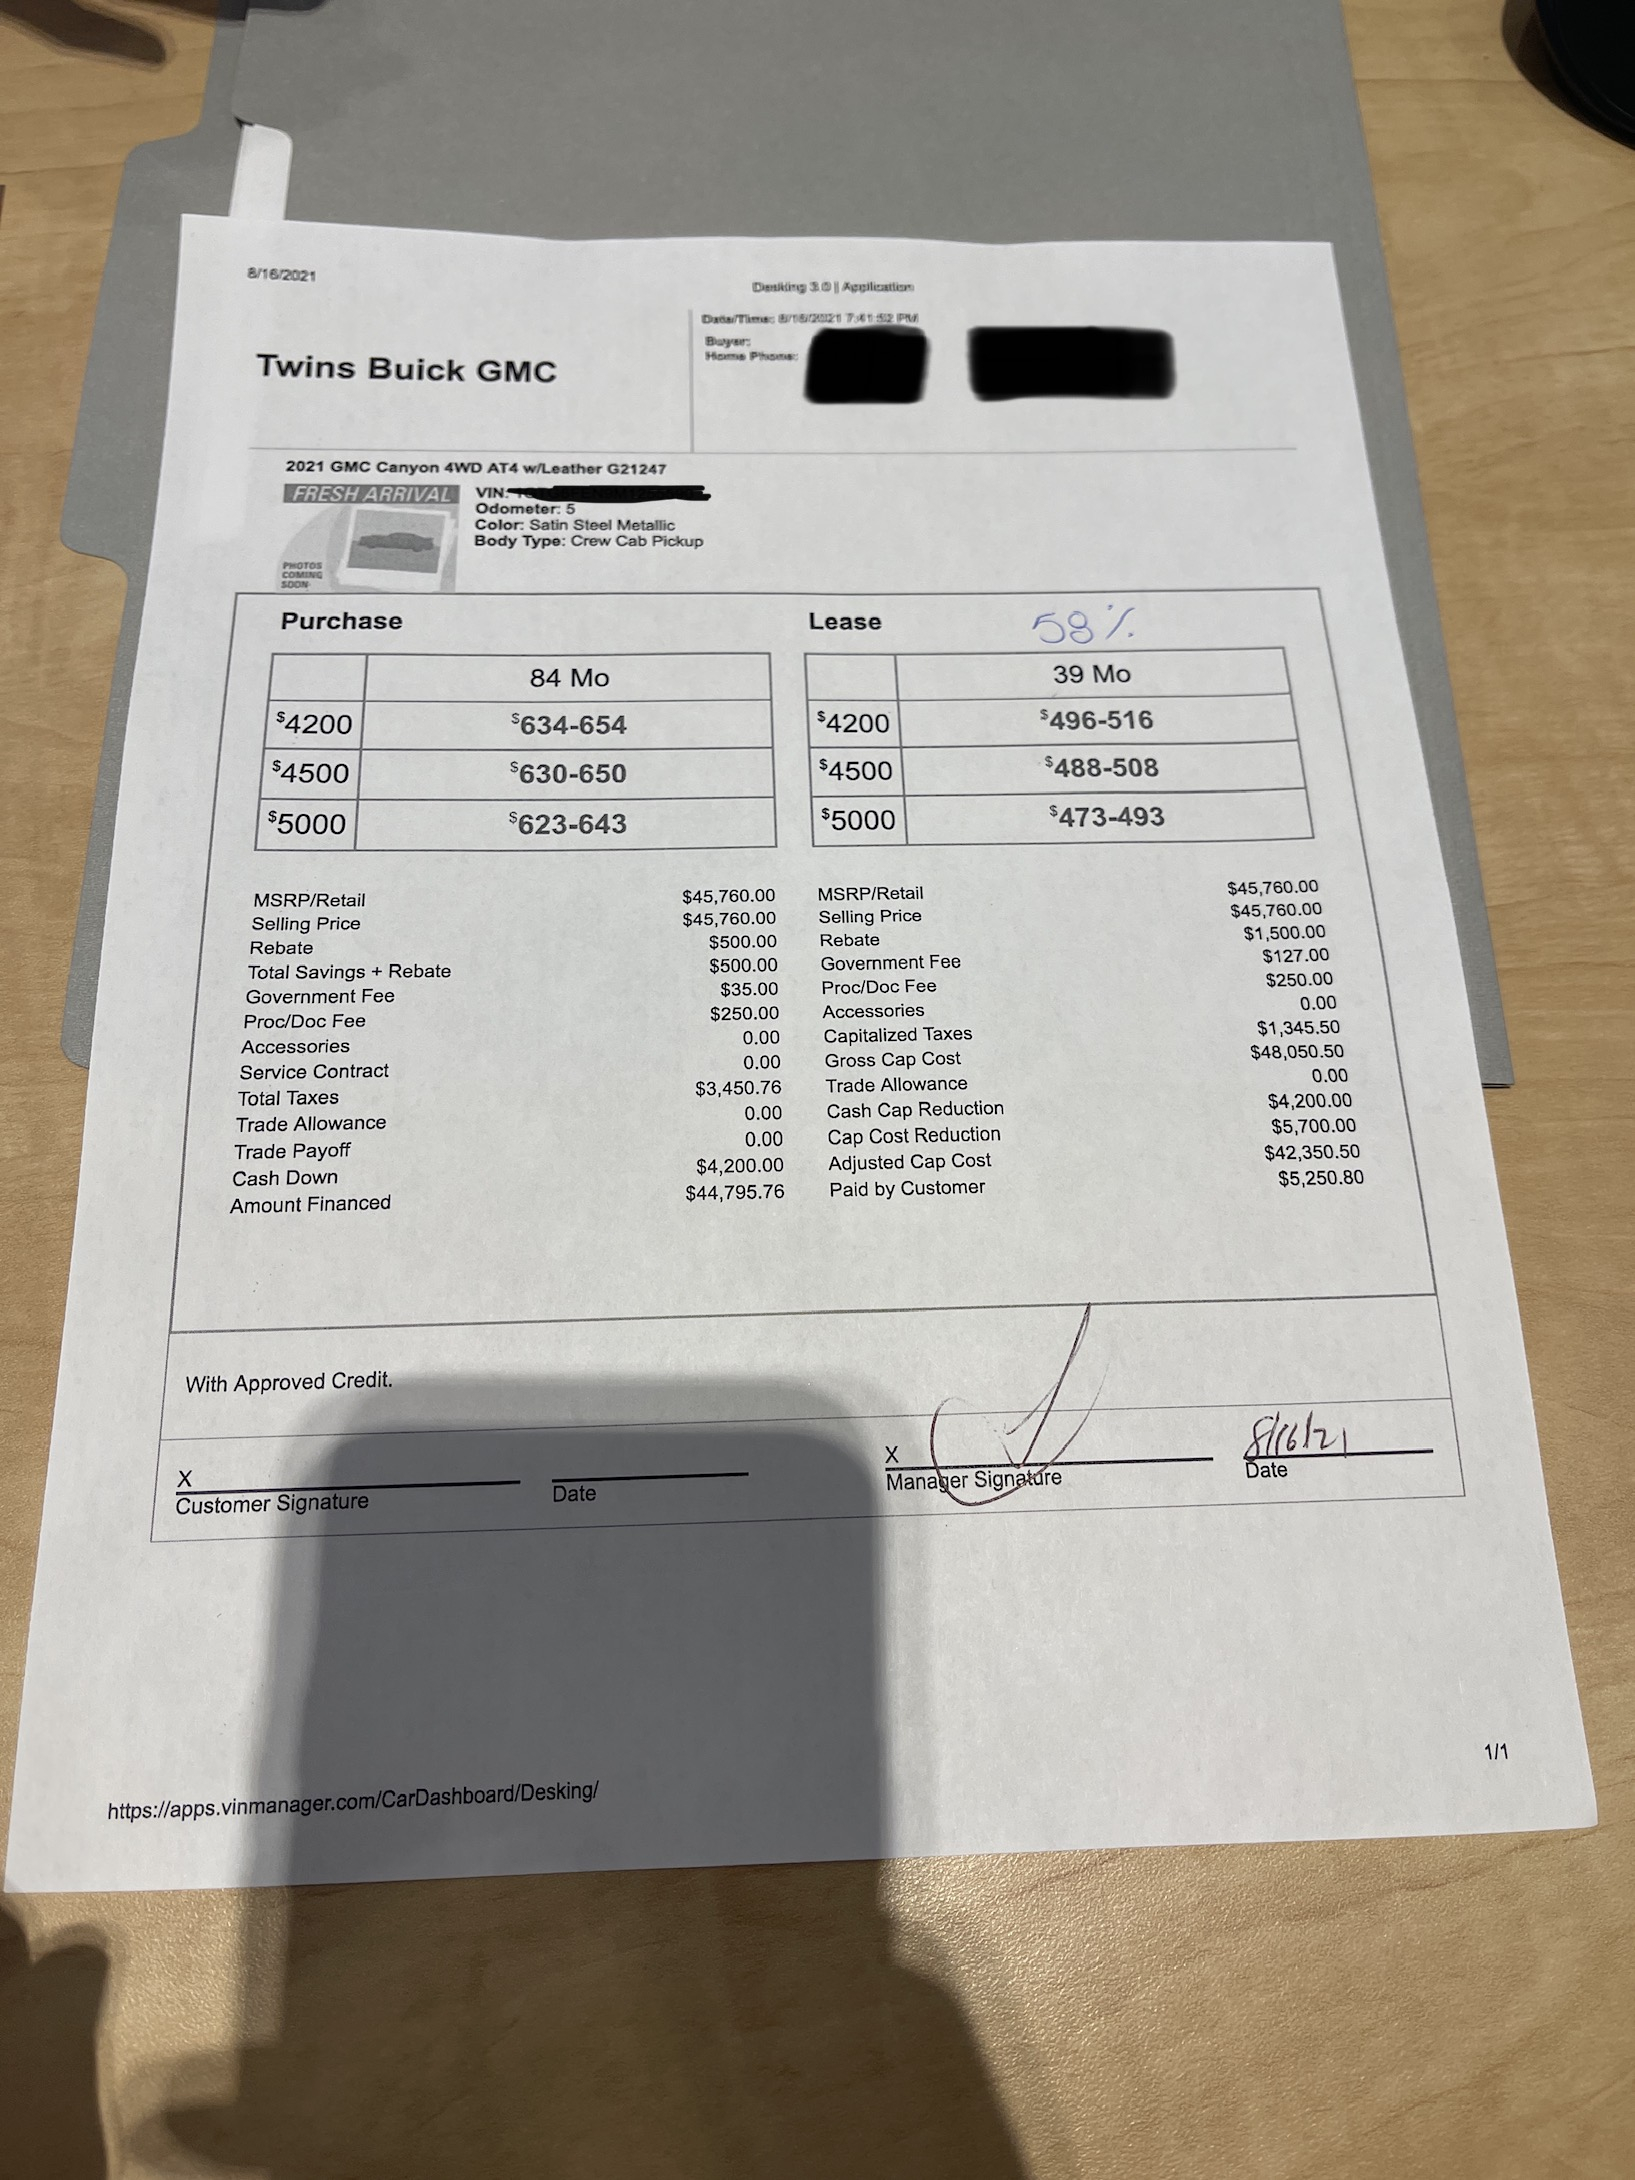 8/16/2021
Desking 3.0 | Application
Date/Time: 8/16/2021 7:41:52 PM
Buyer:
Home Phone:
Twins Buick GMC
2021 GMC Canyon 4WD AT4 w/Leather G21247
FRESH ARRIVAL
PHOTOS
COMING
SOON
VIN:
Odometer: 5
Color: Satin Steel Metallic
Body Type: Crew Cab Pickup
Purchase
84 Mo
$4200 $634-654
$4500 $630-650
$5000 $623-643
MSRP/Retail $45,760.00
Selling Price $45,760.00
Rebate $500.00
Total Savings + Rebate $500.00
Government Fee $35.00
Proc/Doc Fee $250.00
Accessories 0.00
Service Contract 0.00
Total Taxes $3,450.76
Trade Allowance 0.00
Trade Payoff 0.00
Cash Down $4,200.00
Amount Financed $44,795.76
Lease 58%
39 Mo
$4200 $496-516
$4500 $488-508
$5000 $473-493
MSRP/Retail $45,760.00
Selling Price $45,760.00
Rebate $1,500.00
Government Fee $127.00
Proc/Doc Fee $250.00
Accessories 0.00
Capitalized Taxes $1,345.50
Gross Cap Cost $48,050.50
Trade Allowance 0.00
Cash Cap Reduction $4,200.00
Cap Cost Reduction $5,700.00
Adjusted Cap Cost $42,350.50
Paid by Customer $5,250.80
With Approved Credit.
X
Customer Signature
Date
X
Manager Signature
8/16/21
Date
1/1
https://apps.vinmanager.com/CarDashboard/Desking/